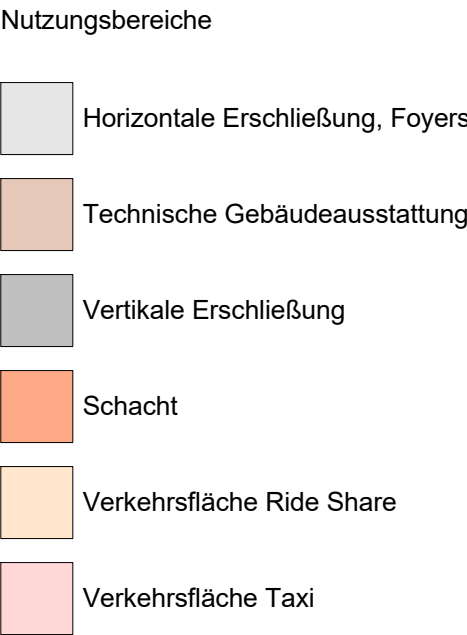 Nutzungsbereiche
Horizontale Erschließung, Foyers
Technische Gebäudeausstattung
Vertikale Erschließung
Schacht
Verkehrsfläche Ride Share
Verkehrsfläche Taxi